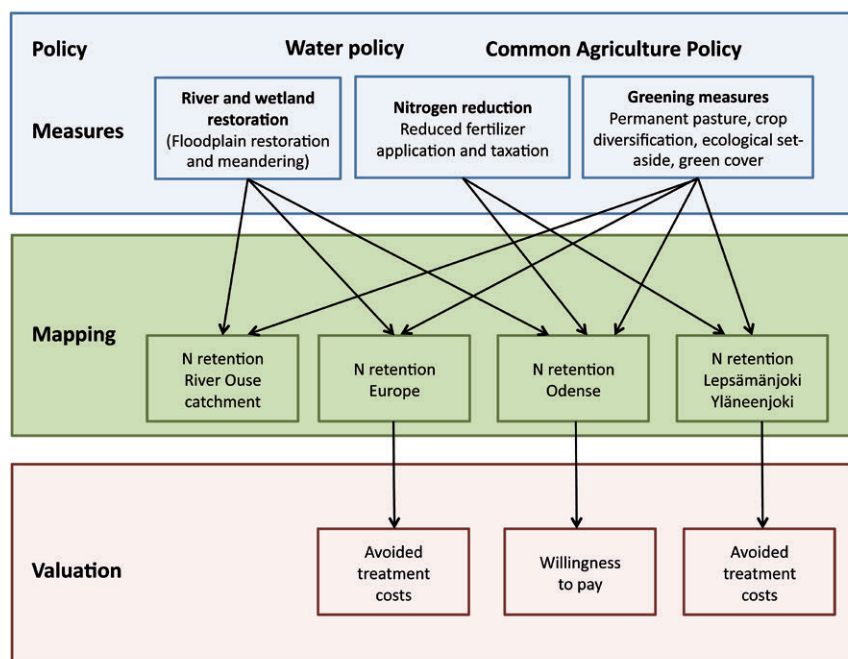 Policy
Water policy
Common Agriculture Policy
Measures
River and wetland
restoration
(Floodplain restoration
and meandering)
Nitrogen reduction
Reduced fertilizer
application and taxation
Greening measures
Permanent pasture, crop
diversification, ecological set-
aside, green cover
Mapping
N retention
River Ouse
catchment
N retention
Europe
N retention
Odense
N retention
Lepsämänjoki
Yläneenjoki
Valuation
Avoided
treatment
costs
Willingness
to pay
Avoided
treatment
costs